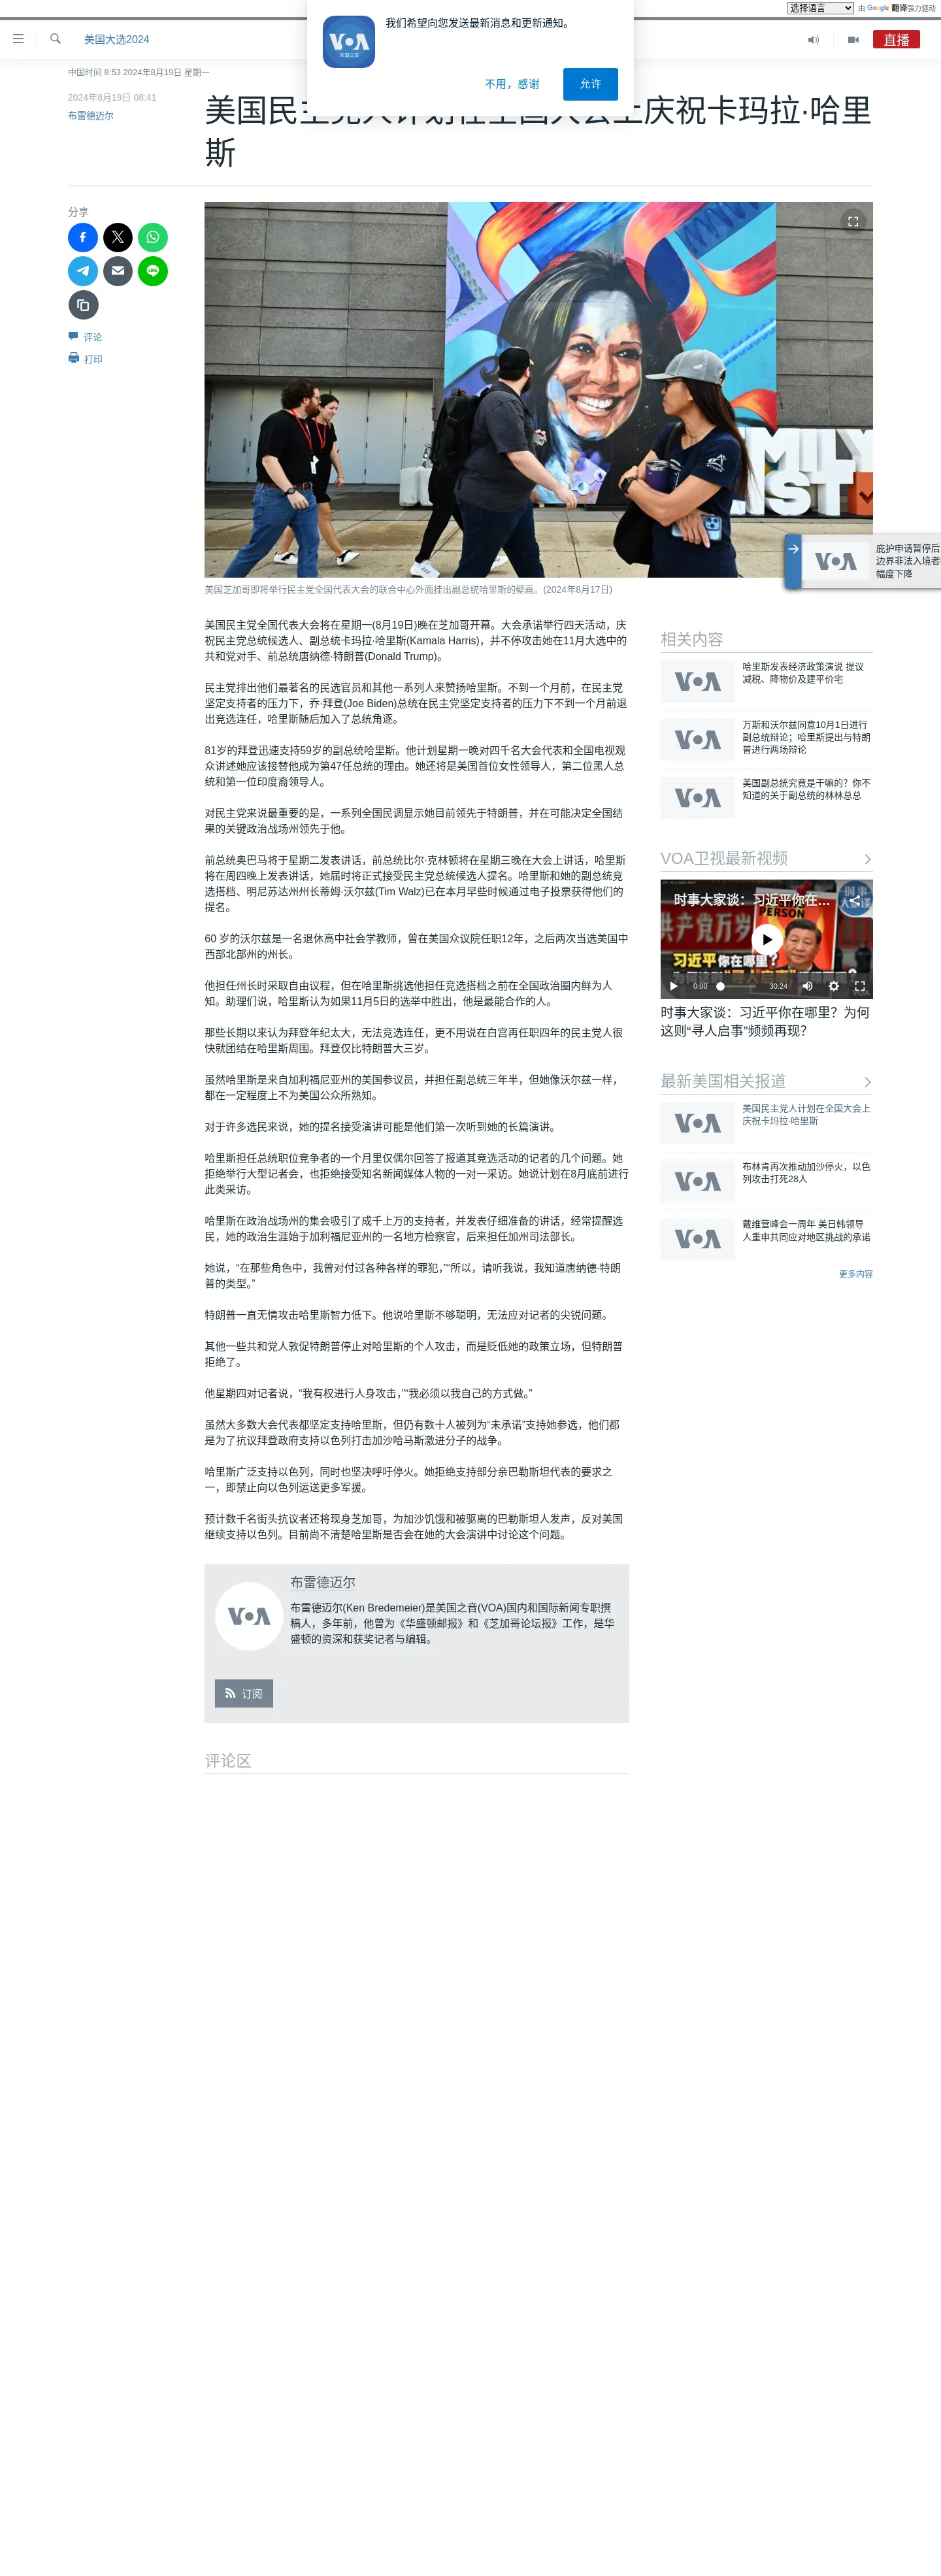 选择语言
由 Google 翻译强力驱动
美国大选2024
直播
VOA
美国之音
我们希望向您发送最新消息和更新通知。
不用，感谢
允许
中国时间 8:53 2024年8月19日 星期一
2024年8月19日 08:41
布雷德迈尔
美国民主党人计划在全国大会上庆祝卡玛拉·哈里
斯
分享
评论
打印
美国芝加哥即将举行民主党全国代表大会的联合中心外面挂出副总统哈里斯的壁画。(2024年8月17日)
VOA
庇护申请暂停后
边界非法入境者
幅度下降
美国民主党全国代表大会将在星期一(8月19日)晚在芝加哥开幕。大会承诺举行四天活动，庆
祝民主党总统候选人、副总统卡玛拉·哈里斯(Kamala Harris)，并不停攻击她在11月大选中的
共和党对手、前总统唐纳德·特朗普(Donald Trump)。
民主党排出他们最著名的民选官员和其他一系列人来赞扬哈里斯。不到一个月前，在民主党
坚定支持者的压力下，乔·拜登(Joe Biden)总统在民主党坚定支持者的压力下不到一个月前退
出竞选连任，哈里斯随后加入了总统角逐。
81岁的拜登迅速支持59岁的副总统哈里斯。他计划星期一晚对四千名大会代表和全国电视观
众讲述她应该接替他成为第47任总统的理由。她还将是美国首位女性领导人，第二位黑人总
统和第一位印度裔领导人。
对民主党来说最重要的是，一系列全国民调显示她目前领先于特朗普，并在可能决定全国结
果的关键政治战场州领先于他。
前总统奥巴马将于星期二发表讲话，前总统比尔·克林顿将在星期三晚在大会上讲话，哈里斯
将在周四晚上发表讲话，她届时将正式接受民主党总统候选人提名。哈里斯和她的副总统竞
选搭档、明尼苏达州州长蒂姆·沃尔兹(Tim Walz)已在本月早些时候通过电子投票获得他们的
提名。
60 岁的沃尔兹是一名退休高中社会学教师，曾在美国众议院任职12年，之后两次当选美国中
西部北部州的州长。
他担任州长时采取自由议程，但在哈里斯挑选他担任竞选搭档之前在全国政治圈内鲜为人
知。助理们说，哈里斯认为如果11月5日的选举中胜出，他是最能合作的人。
那些长期以来认为拜登年纪太大，无法竞选连任，更不用说在白宫再任职四年的民主党人很
快就团结在哈里斯周围。拜登仅比特朗普大三岁。
虽然哈里斯是来自加利福尼亚州的美国参议员，并担任副总统三年半，但她像沃尔兹一样，
都在一定程度上不为美国公众所熟知。
对于许多选民来说，她的提名接受演讲可能是他们第一次听到她的长篇演讲。
哈里斯担任总统职位竞争者的一个月里仅偶尔回答了报道其竞选活动的记者的几个问题。她
拒绝举行大型记者会，也拒绝接受知名新闻媒体人物的一对一采访。她说计划在8月底前进行
此类采访。
哈里斯在政治战场州的集会吸引了成千上万的支持者，并发表仔细准备的讲话，经常提醒选
民，她的政治生涯始于加利福尼亚州的一名地方检察官，后来担任加州司法部长。
她说，“在那些角色中，我曾对付过各种各样的罪犯，”“所以，请听我说，我知道唐纳德·特朗
普的类型。”
特朗普一直无情攻击哈里斯智力低下。他说哈里斯不够聪明，无法应对记者的尖锐问题。
其他一些共和党人敦促特朗普停止对哈里斯的个人攻击，而是贬低她的政策立场，但特朗普
拒绝了。
他星期四对记者说，“我有权进行人身攻击，”“我必须以我自己的方式做。”
虽然大多数大会代表都坚定支持哈里斯，但仍有数十人被列为“未承诺”支持她参选，他们都
是为了抗议拜登政府支持以色列打击加沙哈马斯激进分子的战争。
哈里斯广泛支持以色列，同时也坚决呼吁停火。她拒绝支持部分亲巴勒斯坦代表的要求之
一，即禁止向以色列运送更多军援。
预计数千名街头抗议者还将现身芝加哥，为加沙饥饿和被驱离的巴勒斯坦人发声，反对美国
继续支持以色列。目前尚不清楚哈里斯是否会在她的大会演讲中讨论这个问题。
VOA
布雷德迈尔
布雷德迈尔(Ken Bredemeier)是美国之音(VOA)国内和国际新闻专职撰
稿人，多年前，他曾为《华盛顿邮报》和《芝加哥论坛报》工作，是华
盛顿的资深和获奖记者与编辑。
订阅
评论区
相关内容
VOA
哈里斯发表经济政策演说 提议
减税、降物价及建平价宅
VOA
万斯和沃尔兹同意10月1日进行
副总统辩论；哈里斯提出与特朗
普进行两场辩论
VOA
美国副总统究竟是干嘛的？你不
知道的关于副总统的林林总总
VOA卫视最新视频
时事大家谈：习近平你在...
时事
大家谈
共产党万岁
PERSON
习近平你在哪里?
0:00
30:24
时事大家谈：习近平你在哪里？为何
这则“寻人启事”频频再现？
最新美国相关报道
VOA
美国民主党人计划在全国大会上
庆祝卡玛拉·哈里斯
VOA
布林肯再次推动加沙停火，以色
列攻击打死28人
VOA
戴维营峰会一周年 美日韩领导
人重申共同应对地区挑战的承诺
更多内容